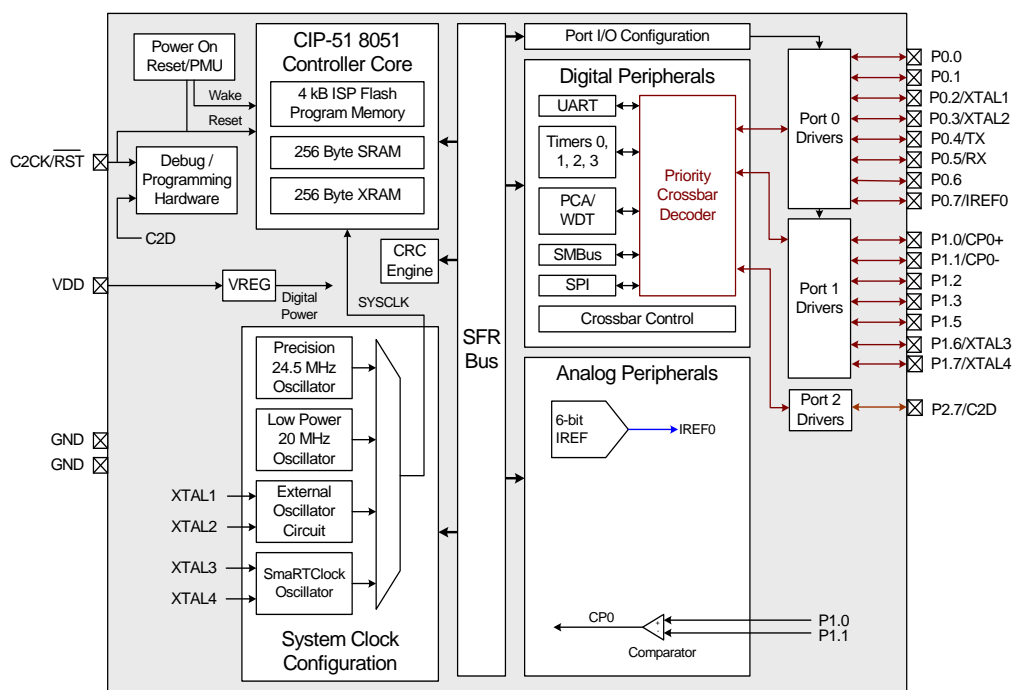 Power On
Reset/PMU
Wake
Reset
C2CK/RST
Debug /
Programming
Hardware
C2D
VDD
VREG
Digital
Power
GND
GND
XTAL1
XTAL2
XTAL3
XTAL4
CIP-51 8051
Controller Core
4 kB ISP Flash
Program Memory
256 Byte SRAM
256 Byte XRAM
CRC
Engine
SYSCLK
Precision
24.5 MHz
Oscillator
Low Power
20 MHz
Oscillator
External
Oscillator
Circuit
SmaRTClock
Oscillator
System Clock
Configuration
SFR
Bus
Port I/O Configuration
Digital Peripherals
UART
Timers 0,
1, 2, 3
PCA/
WDT
SMBus
SPI
Priority
Crossbar
Decoder
Crossbar Control
Analog Peripherals
6-bit
IREF
IREF0
CP0
+
-
Comparator
P1.0
P1.1
Port 0
Drivers
Port 1
Drivers
Port 2
Drivers
P0.0
P0.1
P0.2/XTAL1
P0.3/XTAL2
P0.4/TX
P0.5/RX
P0.6
P0.7/IREF0
P1.0/CP0+
P1.1/CP0-
P1.2
P1.3
P1.5
P1.6/XTAL3
P1.7/XTAL4
P2.7/C2D